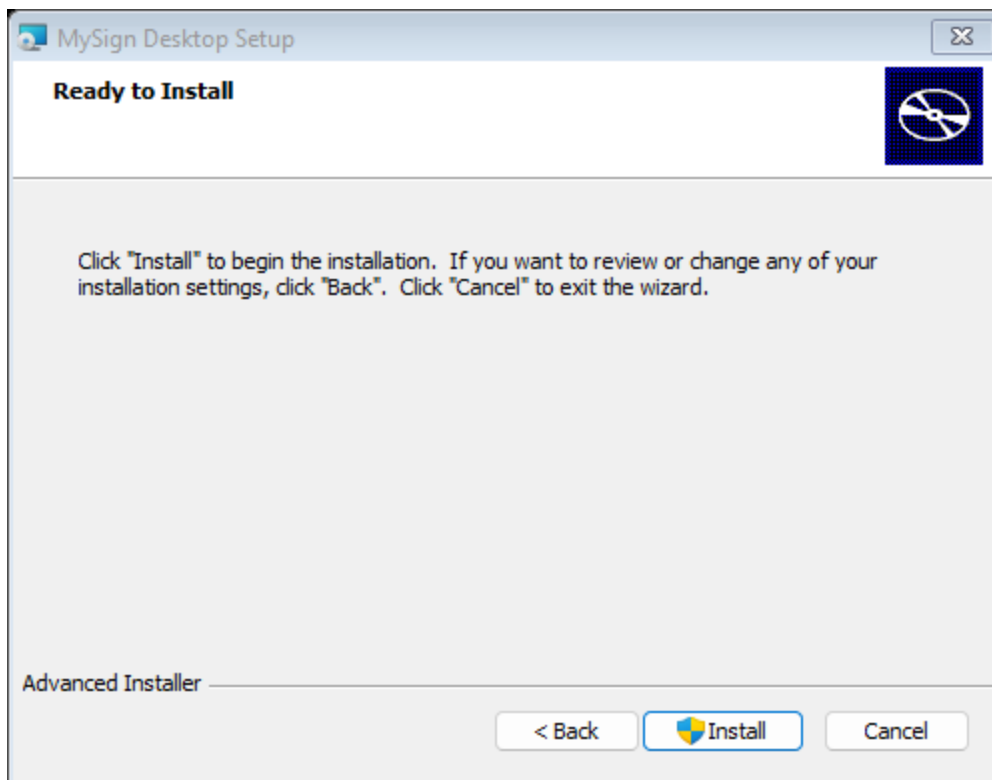 MySign Desktop Setup
Ready to Install
Click "Install" to begin the installation.  If you want to review or change any of your
installation settings, click "Back".  Click "Cancel" to exit the wizard.
Advanced Installer
< Back
Install
Cancel